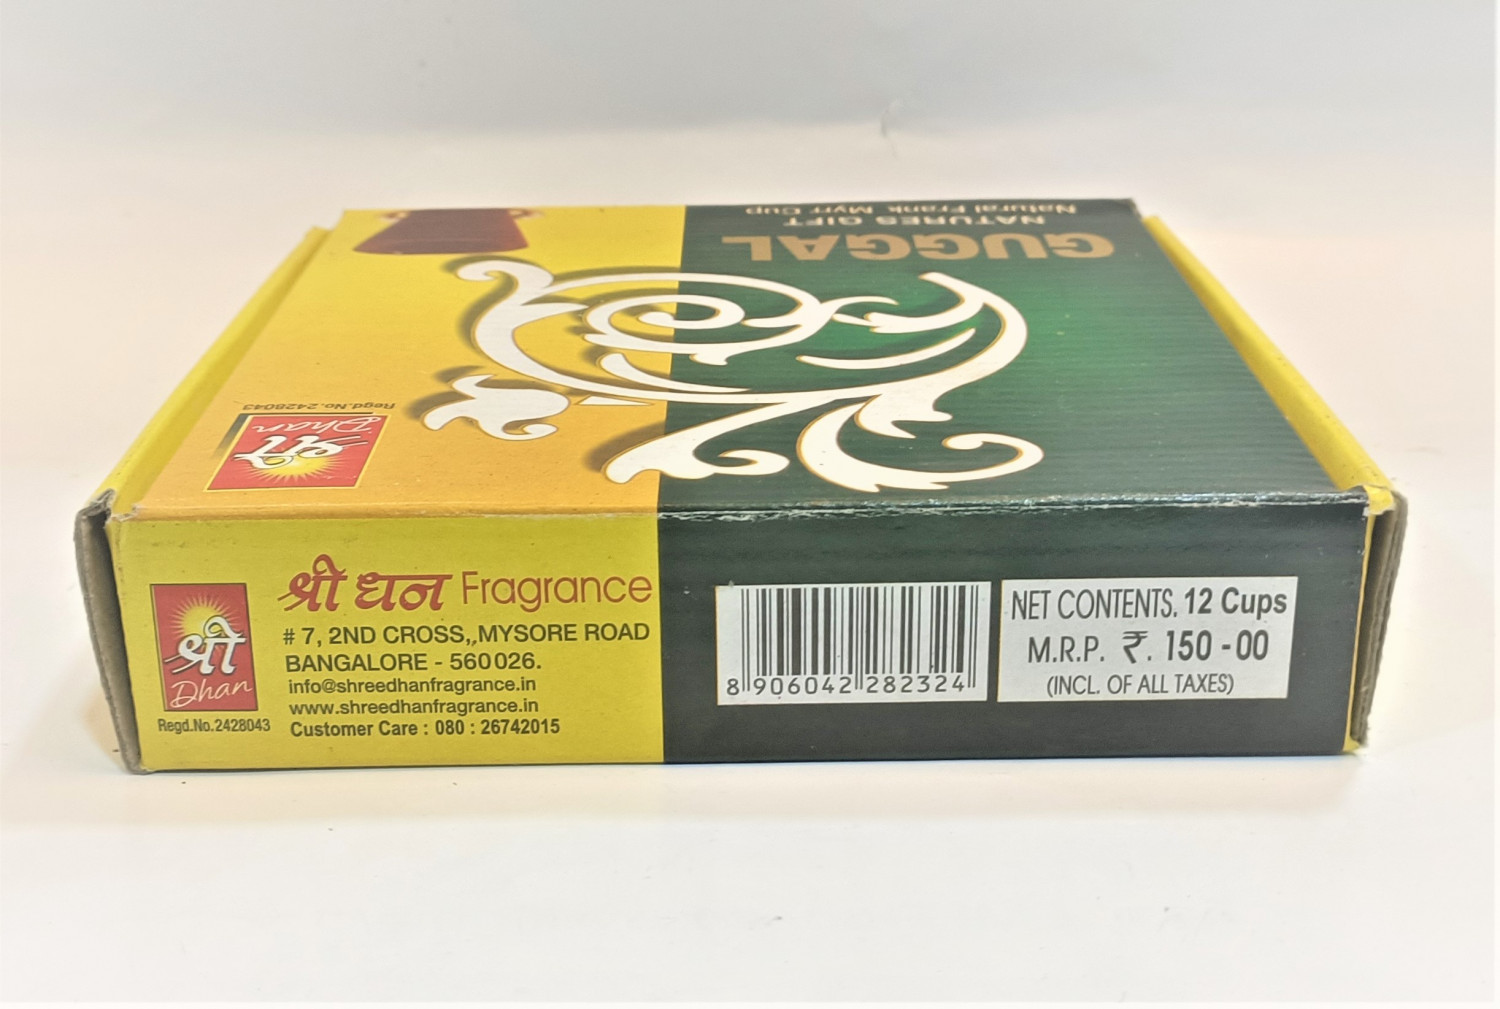 Natural Frank Myrr Cup
NATURES GIFT
GUGGAL
Regd.No.2428043
श्री
Dhan
श्री
Dhan
Regd.No.2428043
श्री धन Fragrance
# 7, 2ND CROSS,,MYSORE ROAD
BANGALORE - 560026.
info@shreedhanfragrance.in
www.shreedhanfragrance.in
Customer Care : 080 : 26742015
8 906042 282324
NET CONTENTS. 12 Cups
M.R.P. ₹. 150-00
(INCL. OF ALL TAXES)